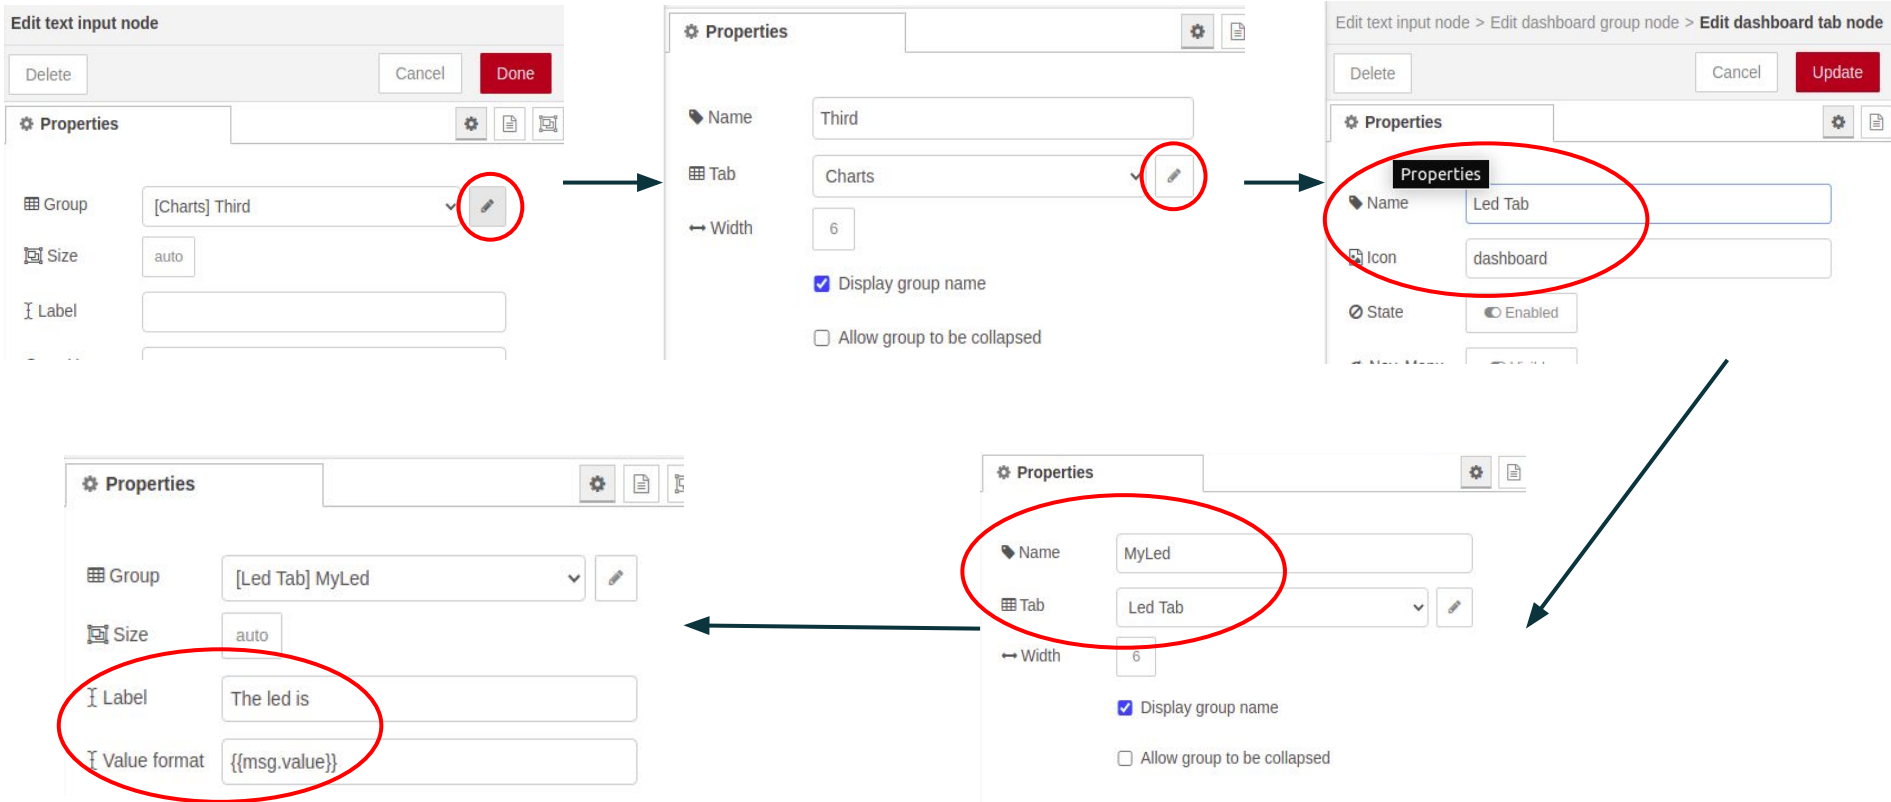 Edit text input node
Delete
Cancel
Done
Properties
Group
[Charts] Third
Size
auto
Label
Properties
Name
Third
Tab
Charts
Width
6
Display group name
Allow group to be collapsed
Edit text input node > Edit dashboard group node > Edit dashboard tab node
Delete
Cancel
Update
Properties
Properties
Name
Led Tab
Icon
dashboard
State
Enabled
Properties
Group
[Led Tab] MyLed
Size
auto
Label
The led is
Value format
{{msg.value}}
Properties
Name
MyLed
Tab
Led Tab
Width
6
Display group name
Allow group to be collapsed